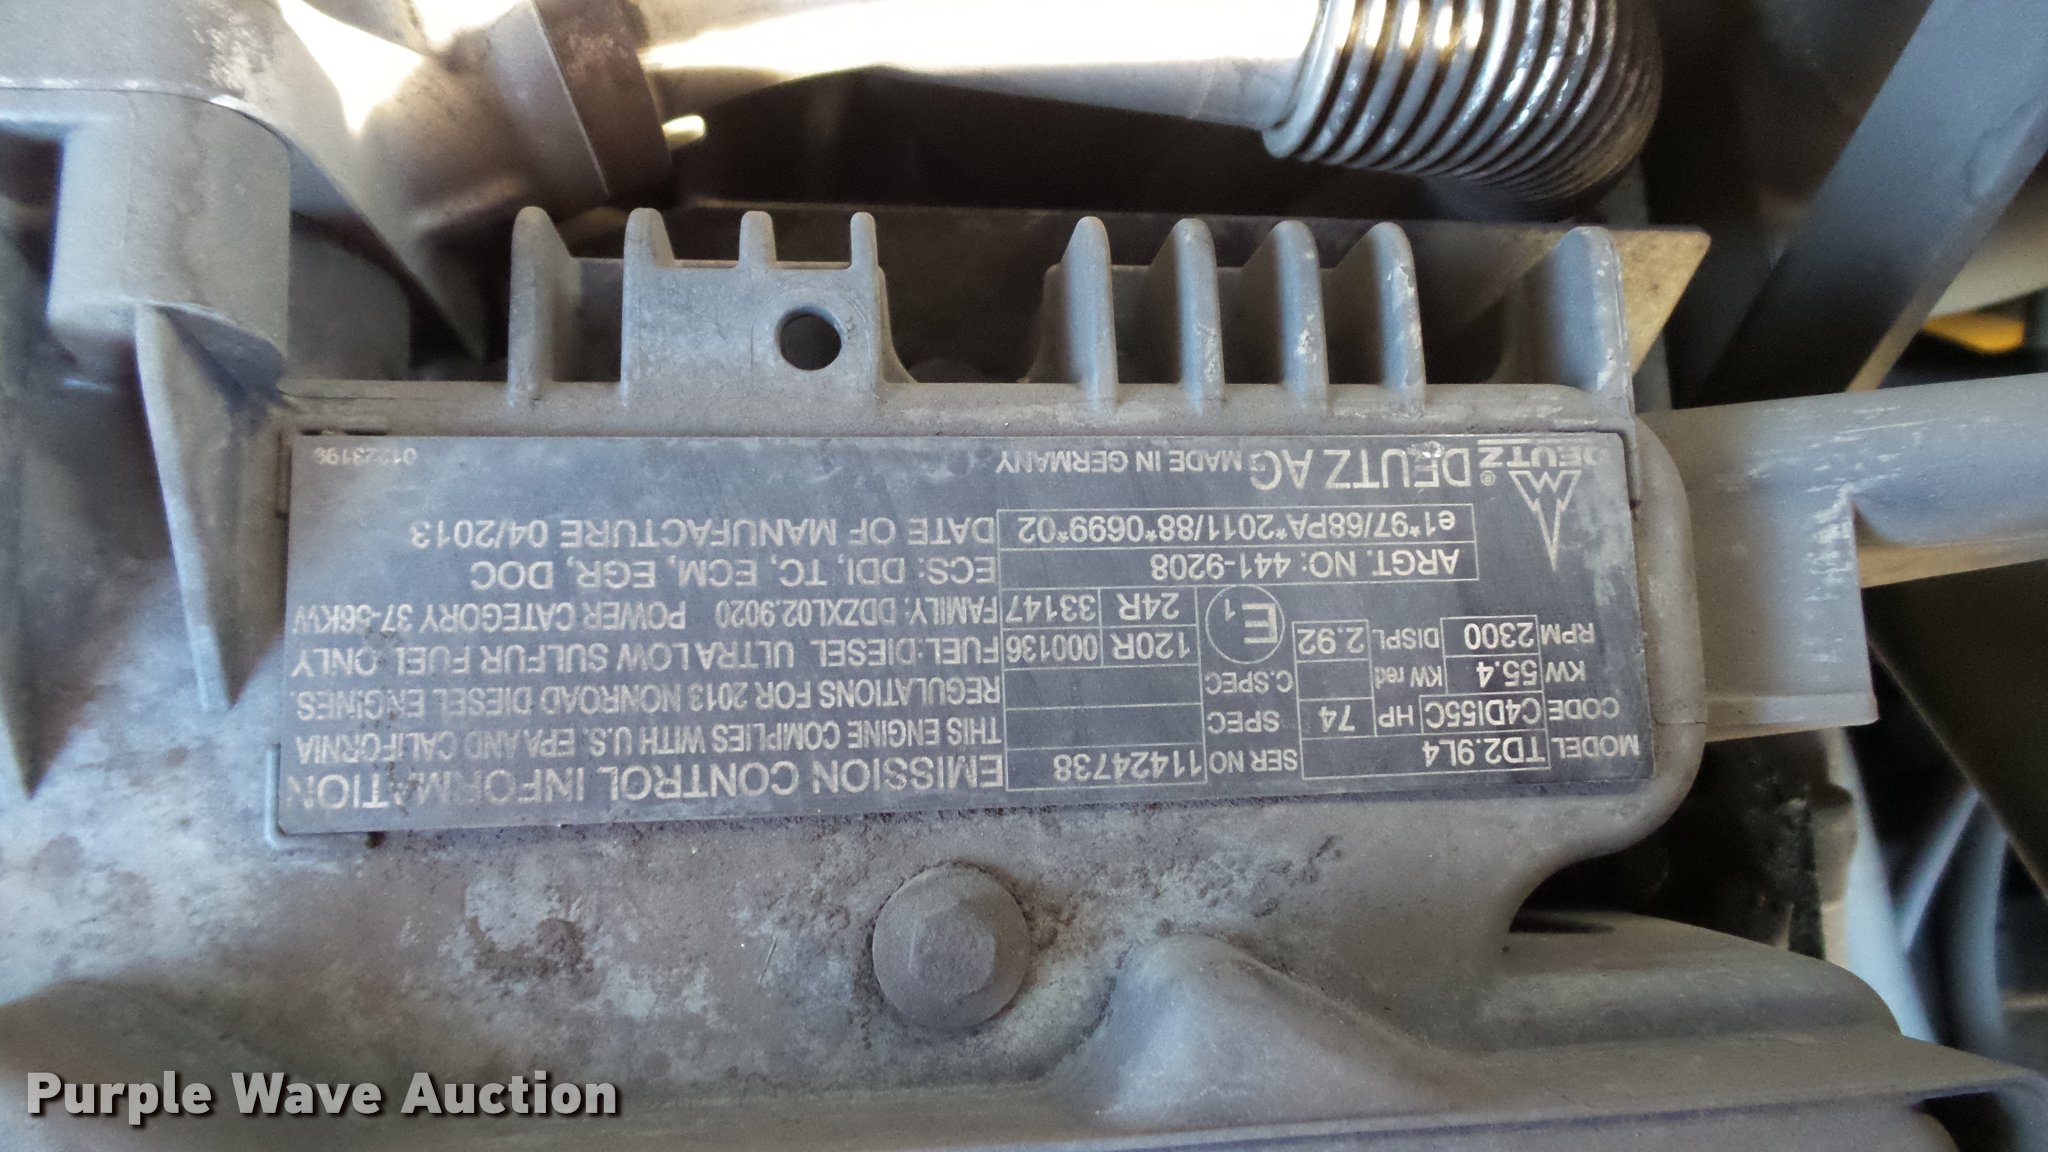 MODEL TD2.9L4 SER NO 11424738
CODE C4DI55C HP 74 SPEC
KW 55.4 KW red C.SPEC
RPM 2300 DISPL 2.92 E1 120R 000136
24R 33147
ARGT. NO: 441-9208
e1*97/68PA*2011/88*0699*02
DEUTZ ® DEUTZ AG MADE IN GERMANY
EMISSION CONTROL INFORMATION
THIS ENGINE COMPLIES WITH U.S. EPA AND CALIFORNIA
REGULATIONS FOR 2013 NONROAD DIESEL ENGINES.
FUEL: DIESEL ULTRA LOW SULFUR FUEL ONLY
FAMILY: DDZXL02.9020 POWER CATEGORY 37-56KW
ECS: DDI, TC, ECM, EGR, DOC
DATE OF MANUFACTURE 04/2013
Purple Wave Auction